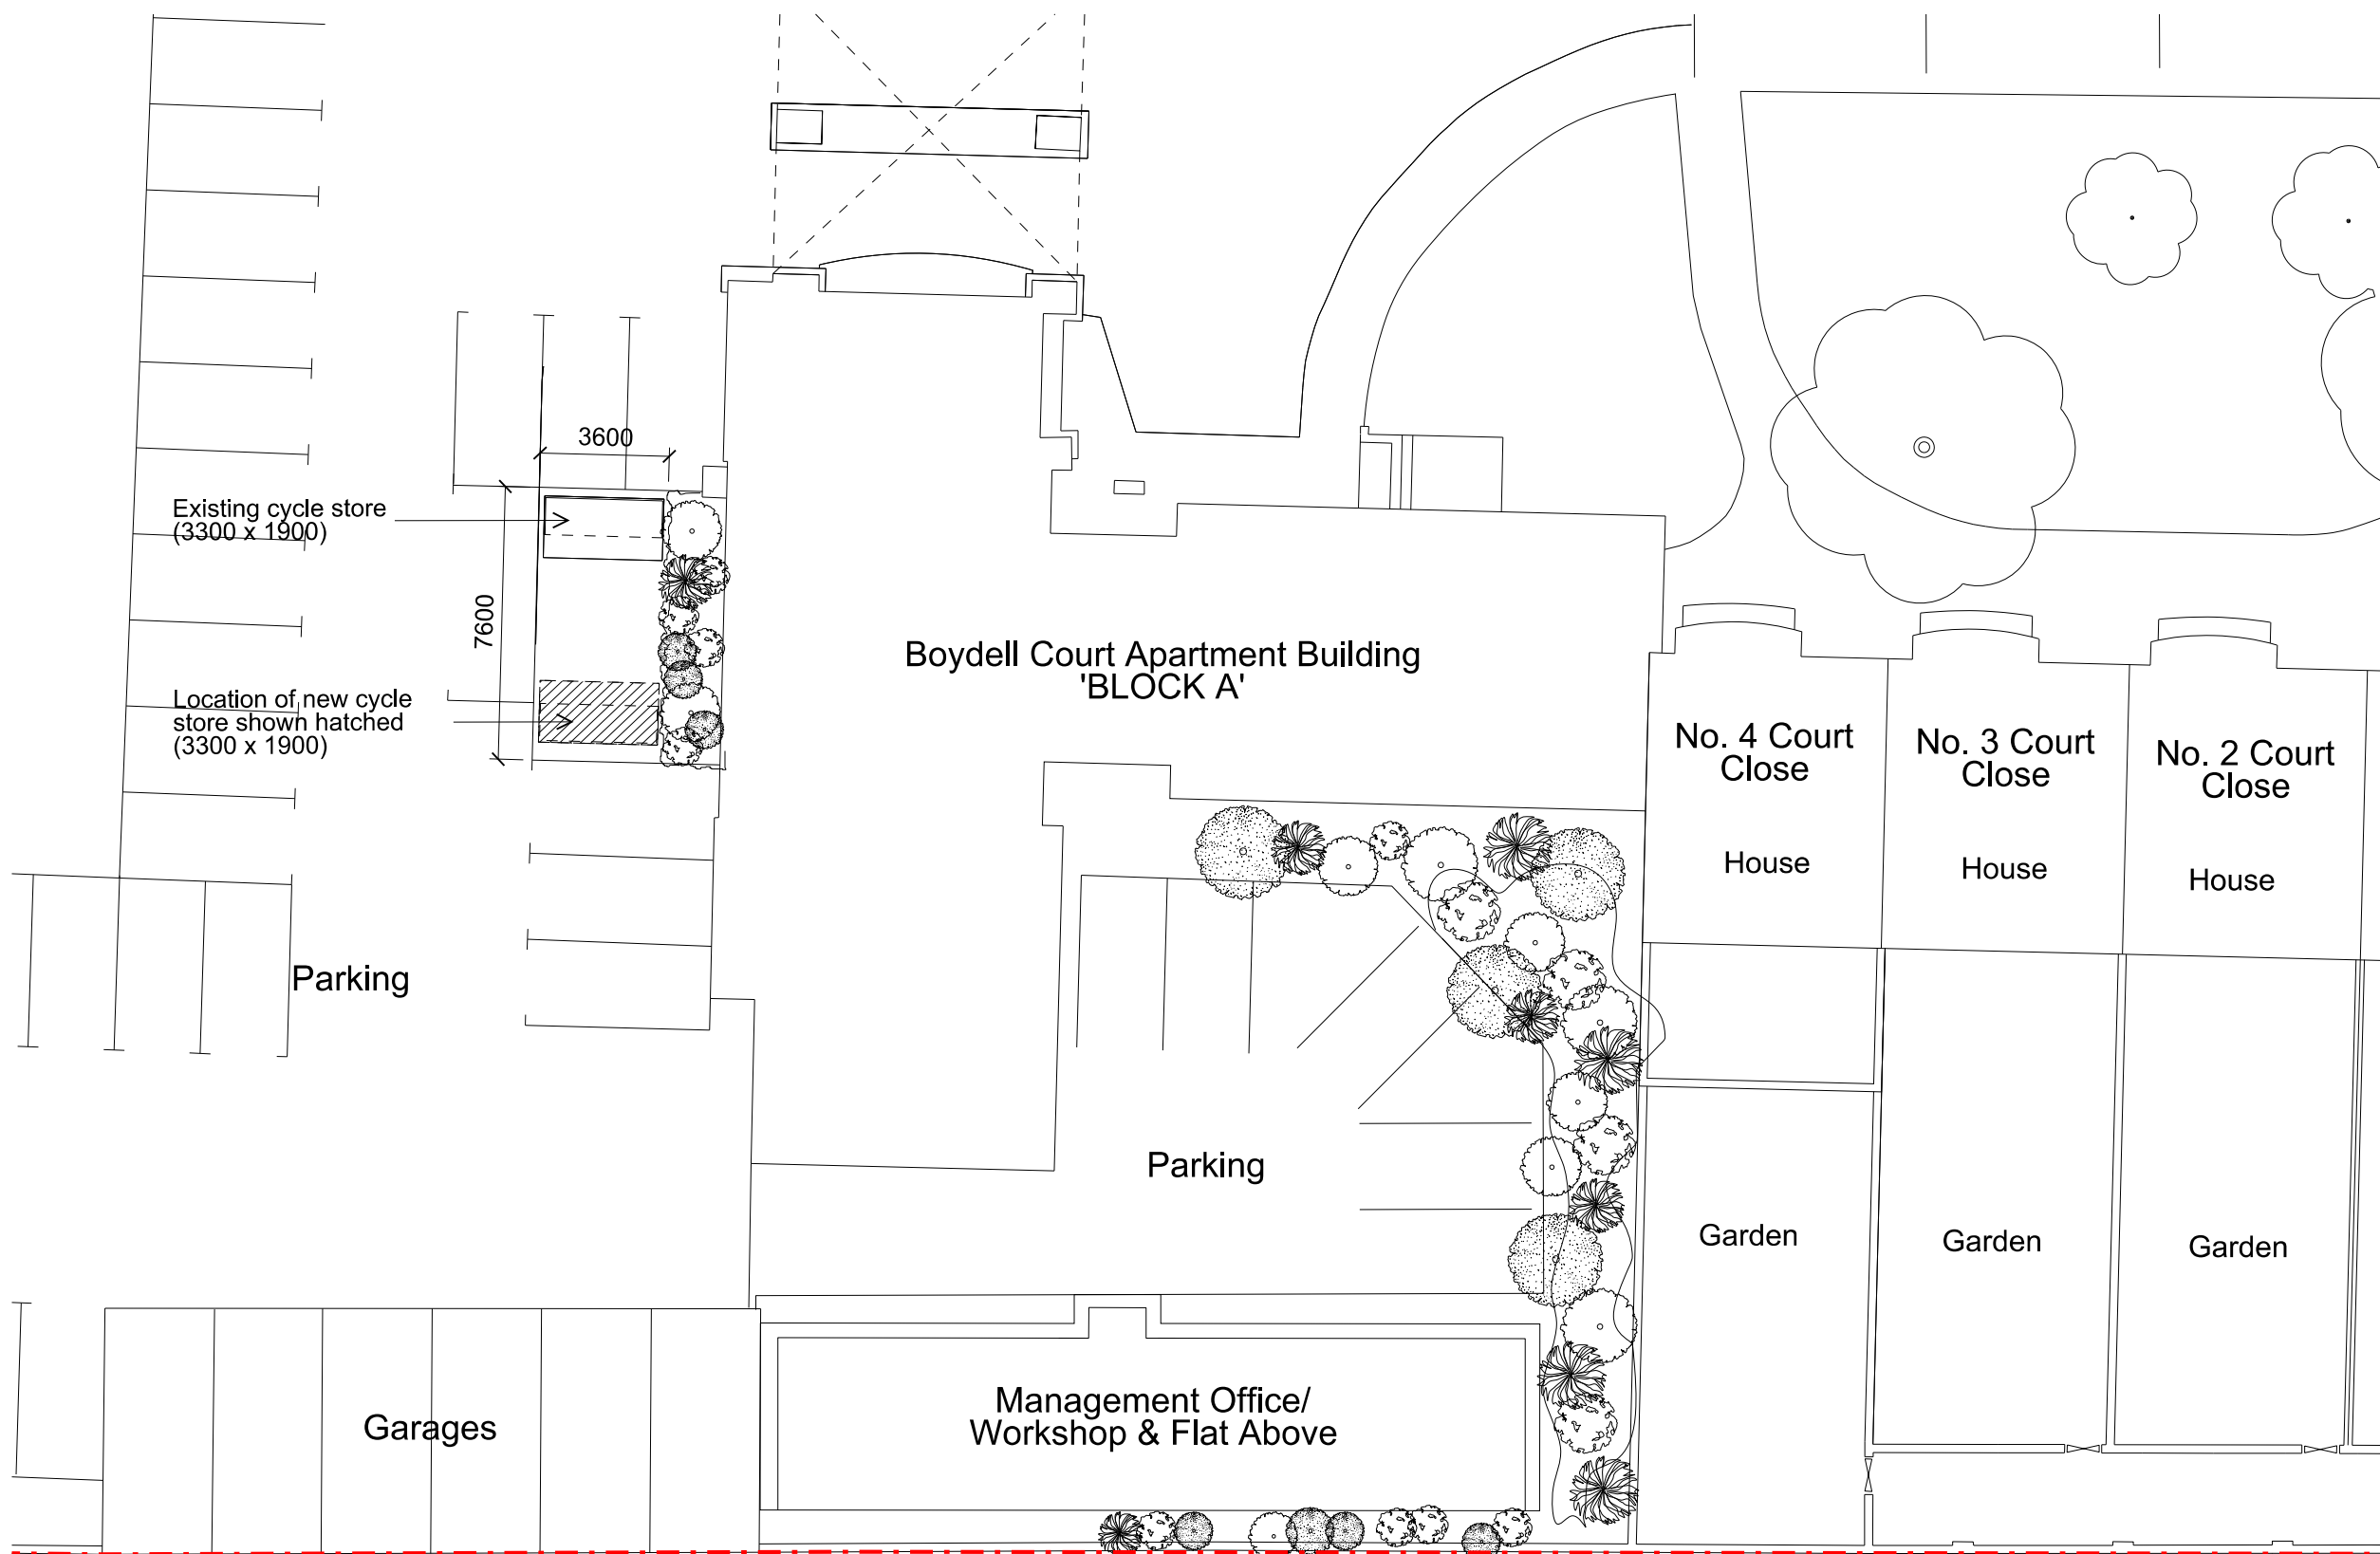 3600
Existing cycle store
(3300 x 1900)
7600
Location of new cycle
store shown hatched
(3300 x 1900)
Boydell Court Apartment Building
'BLOCK A'
No. 4 Court
Close
House
No. 3 Court
Close
House
No. 2 Court
Close
House
Parking
Parking
Garden
Garden
Garden
Garages
Management Office/
Workshop & Flat Above